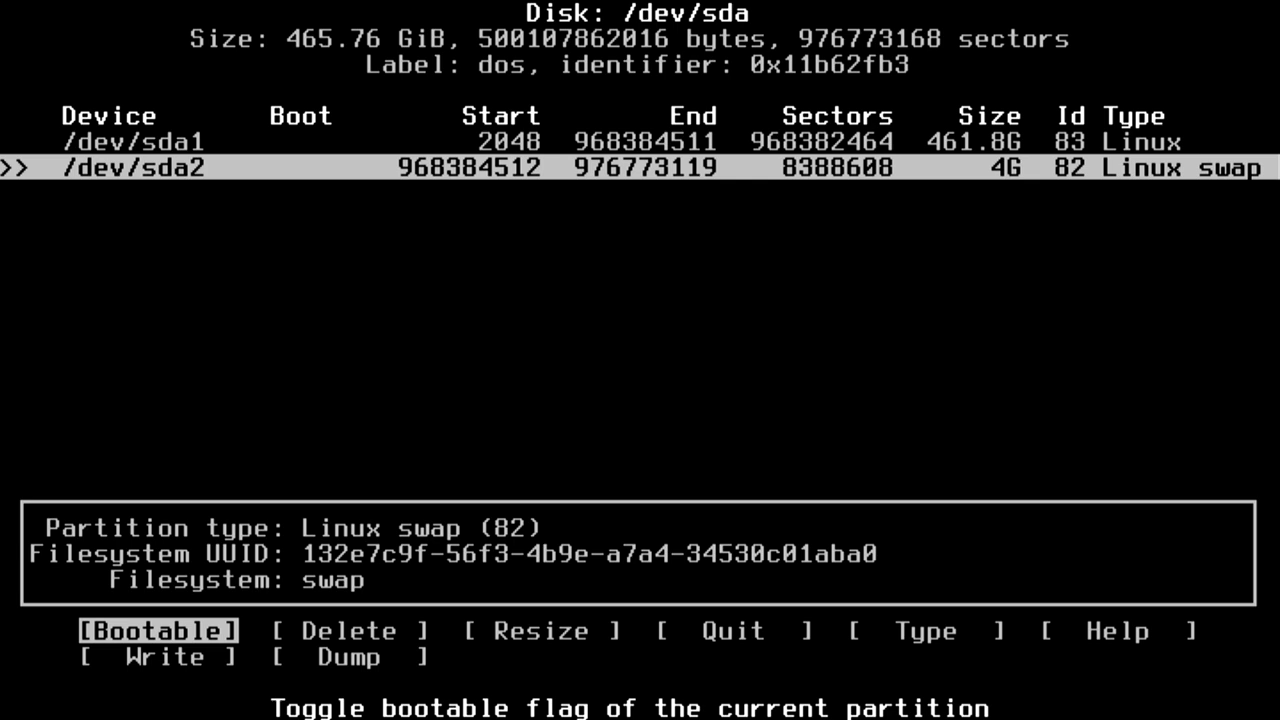 Disk: /dev/sda
Size: 465.76 GiB, 500107862016 bytes, 976773168 sectors
Label: dos, identifier: 0x11b62fb3
Device Boot Start End Sectors Size Id Type
/dev/sda1 2048 968384511 968382464 461.8G 83 Linux
>> /dev/sda2 968384512 976773119 8388608 4G 82 Linux swap
Partition type: Linux swap (82)
Filesystem UUID: 132e7c9f-56f3-4b9e-a7a4-34530c01aba0
Filesystem: swap
[Bootable] [ Delete ] [ Resize ] [ Quit ] [ Type ] [ Help ]
[ Write ] [ Dump ]
Toggle bootable flag of the current partition